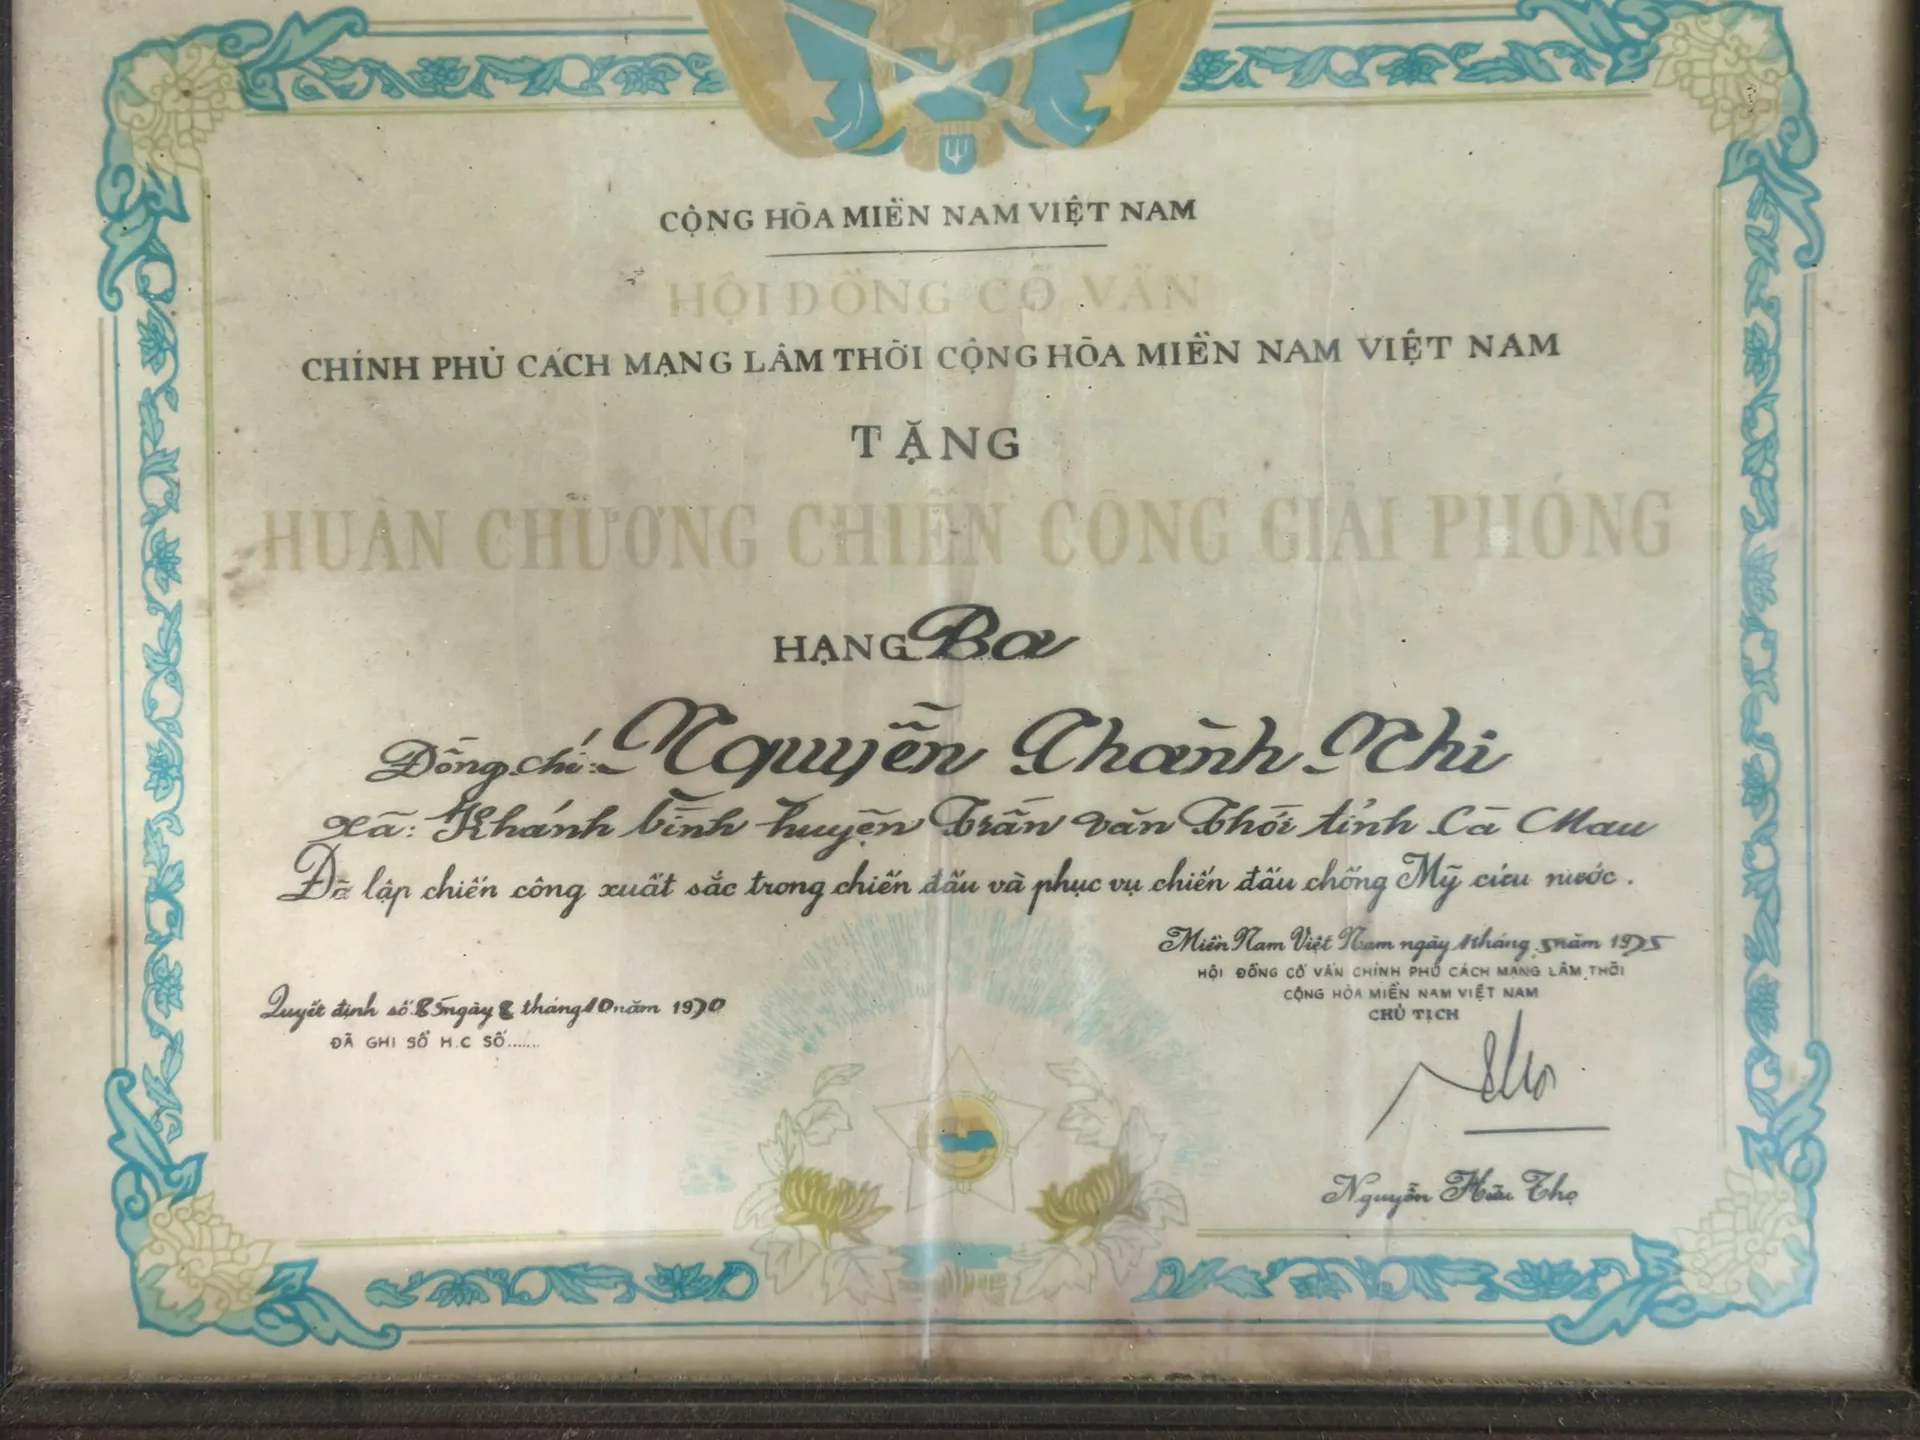 CỘNG HÒA MIỀN NAM VIỆT NAM
HỘI ĐỒNG CỐ VẤN
CHÍNH PHỦ CÁCH MẠNG LÂM THỜI CỘNG HÒA MIỀN NAM VIỆT NAM
TẶNG
HUÂN CHƯƠNG CHIẾN CÔNG GIẢI PHÓNG
HẠNG Ba
Đồng chí: Nguyễn Thành Nhi
Xã: Khánh bình huyện Trần văn Thời tỉnh Cà Mau
Đã lập chiến công xuất sắc trong chiến đấu và phục vụ chiến đấu chống Mỹ cứu nước.
Miền Nam Việt Nam ngày 1 tháng 5 năm 1975
HỘI ĐỒNG CỐ VẤN CHÍNH PHỦ CÁCH MẠNG LÂM THỜI
CỘNG HÒA MIỀN NAM VIỆT NAM
CHỦ TỊCH
Quyết định số 85 ngày 8 tháng 10 năm 1970
ĐÃ GHI SỔ H.C SỐ.......
Nguyễn Hữu Thọ